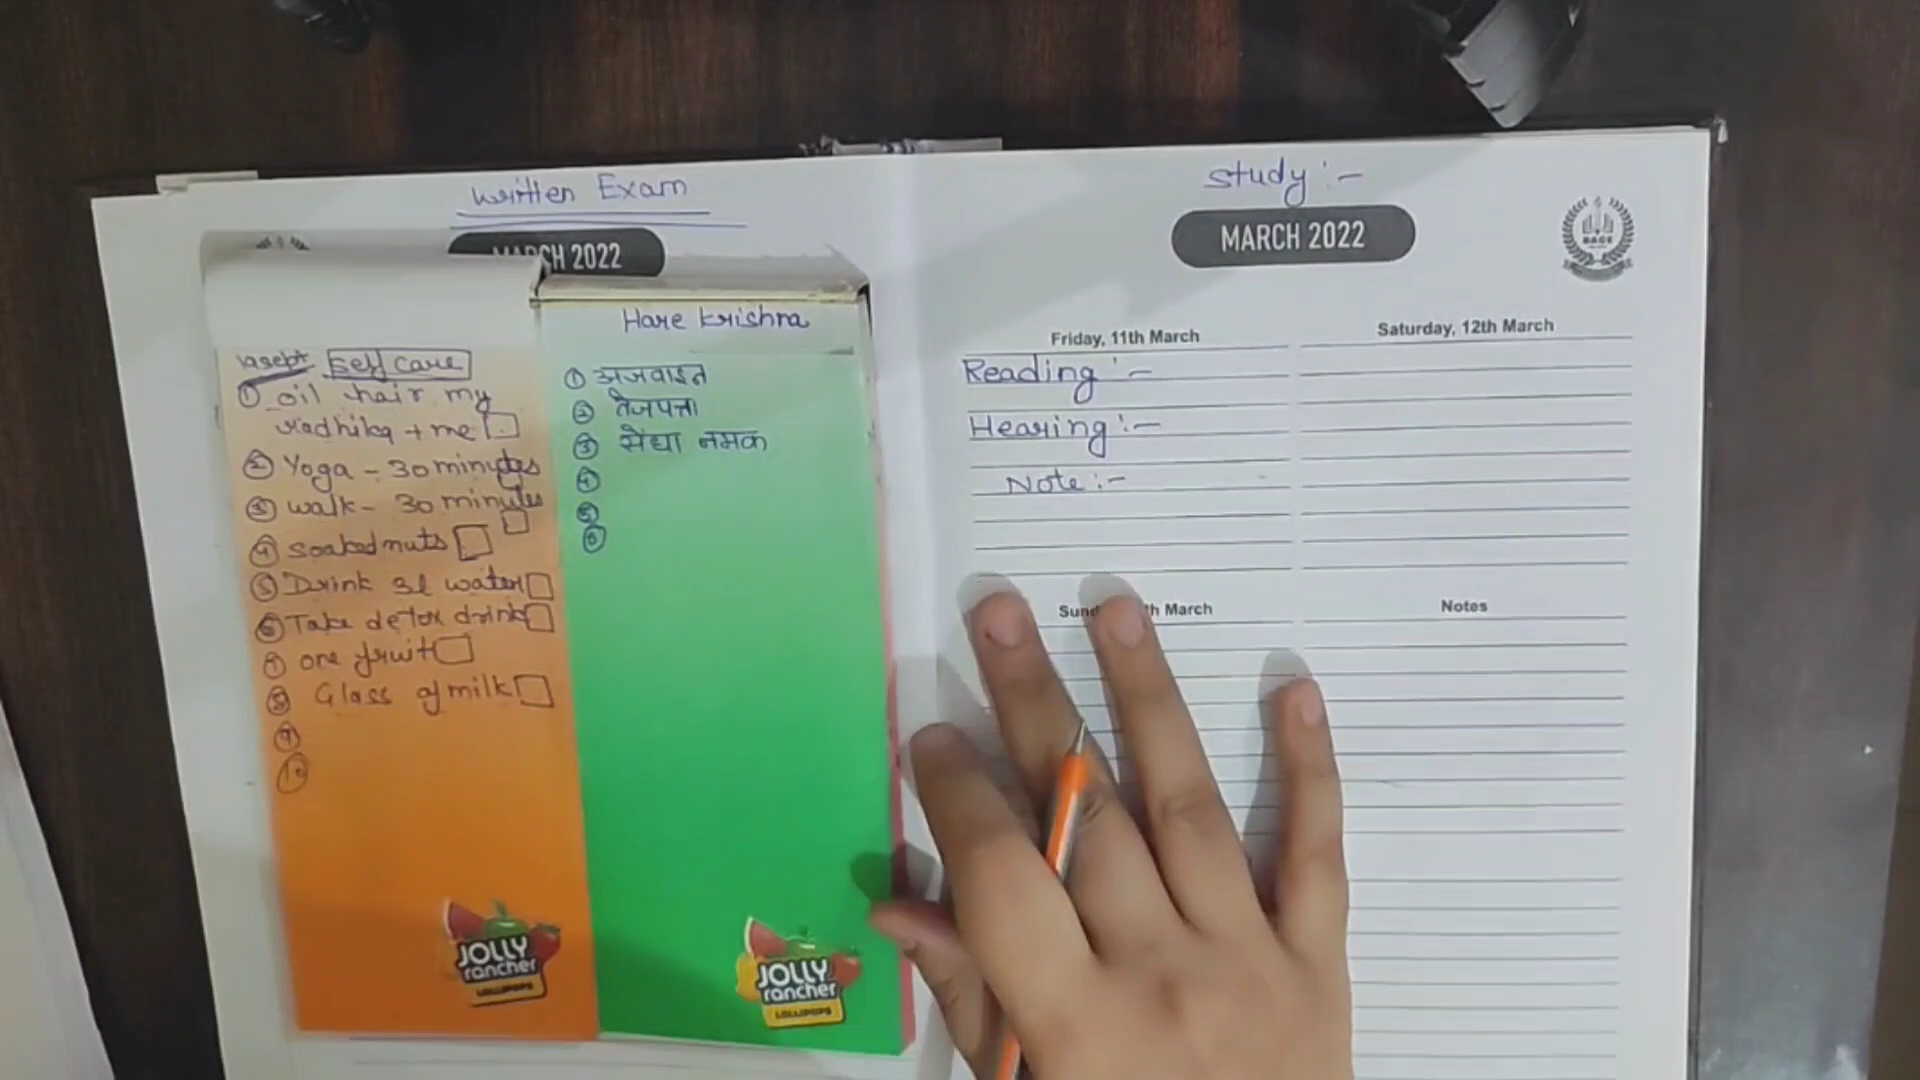 Written Exam
MARCH 2022
self care
① oil hair my
Radhika + me
② Yoga - 30 minutes
③ walk - 30 minutes
④ soaked nuts
⑤ Drink 3l water
⑥ Take detox drink
⑦ one fruit
⑧ Glass of milk
⑨
⑩
JOLLY
rancher
LOLLIPOPS
Hare krishna
① अजवाइन
② तेजपत्ता
③ सेंधा नमक
④
⑤
⑥
JOLLY
rancher
LOLLIPOPS
study :-
MARCH 2022
Friday, 11th March
Reading :-
Hearing :-
Note :-
Saturday, 12th March
March
Notes